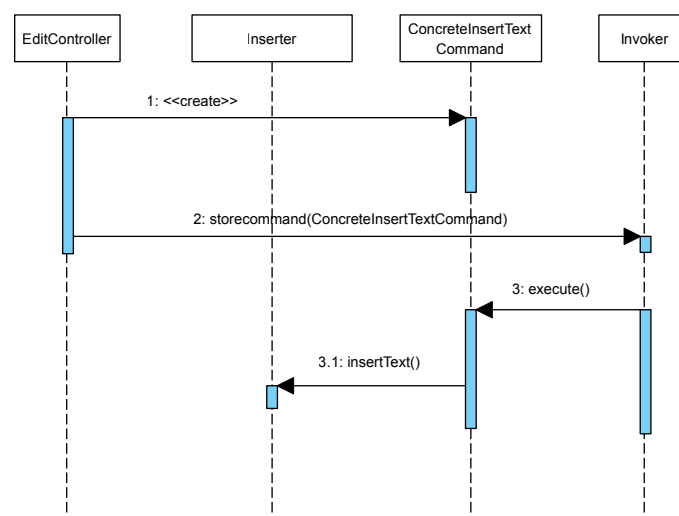 EditController
Inserter
ConcreteInsertText
Command
Invoker
1: <<create>>
2: storecommand(ConcreteInsertTextCommand)
3: execute()
3.1: insertText()